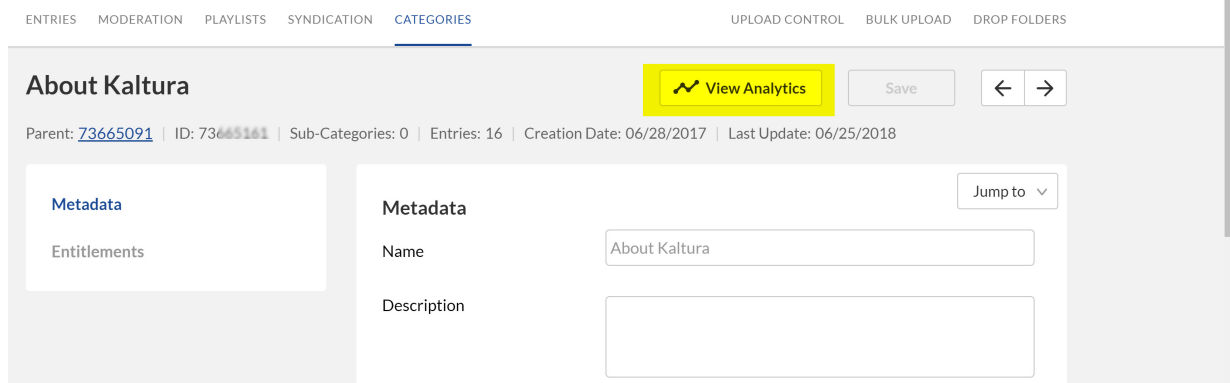 ENTRIES MODERATION PLAYLISTS SYNDICATION CATEGORIES UPLOAD CONTROL BULK UPLOAD DROP FOLDERS
About Kaltura View Analytics Save
Parent: 73665091 | ID: | Sub-Categories: 0 | Entries: 16 | Creation Date: 06/28/2017 | Last Update: 06/25/2018
Jump to
Metadata
Entitlements
Metadata
Name About Kaltura
Description